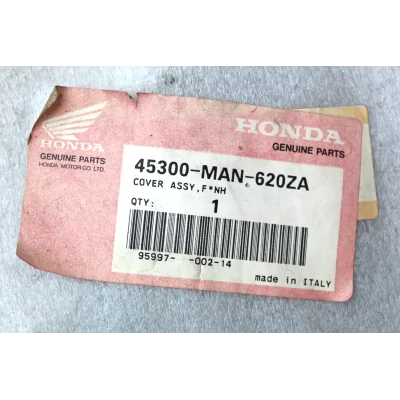 HONDA
GENUINE PARTS
HONDA MOTOR CO. LTD.
HONDA
GENUINE PARTS
45300-MAN-620ZA
COVER ASSY,F*NH
QTY: 1
95997- -002-14
made in ITALY